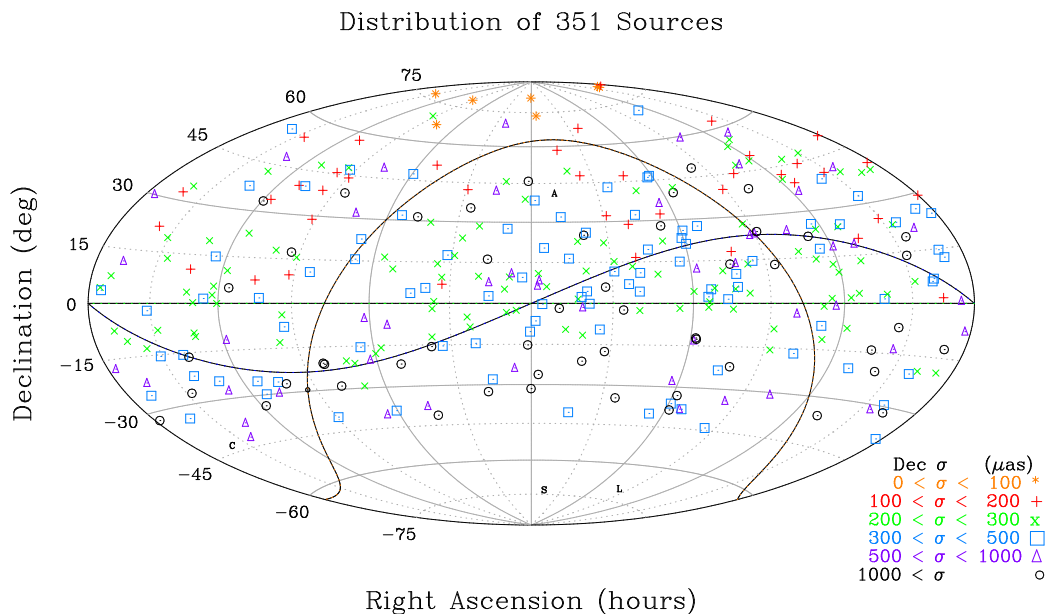 Distribution of 351 Sources
75
60
45
30
15
0
-15
-30
-45
-60
-75
Declination (deg)
A
C
S
L
Dec σ (μas)
0 < σ < 100 *
100 < σ < 200 +
200 < σ < 300 x
300 < σ < 500 □
500 < σ < 1000 Δ
1000 < σ o
Right Ascension (hours)